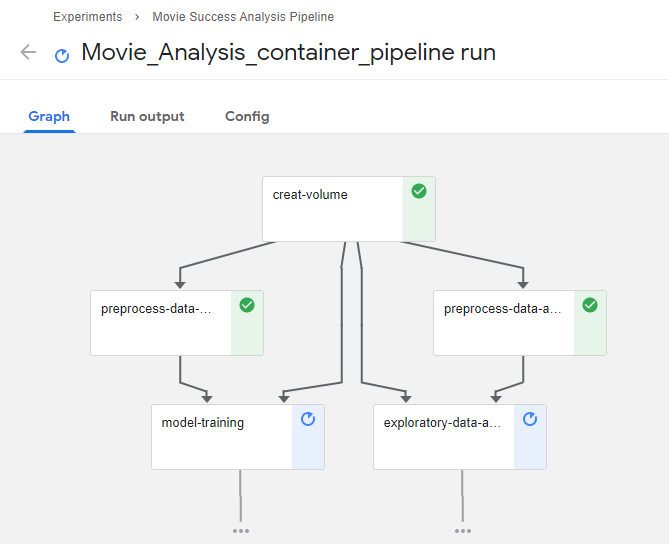 Experiments > Movie Success Analysis Pipeline
Movie_Analysis_container_pipeline run
Graph Run output Config
creat-volume
preprocess-data-... preprocess-data-a...
model-training exploratory-data-a...